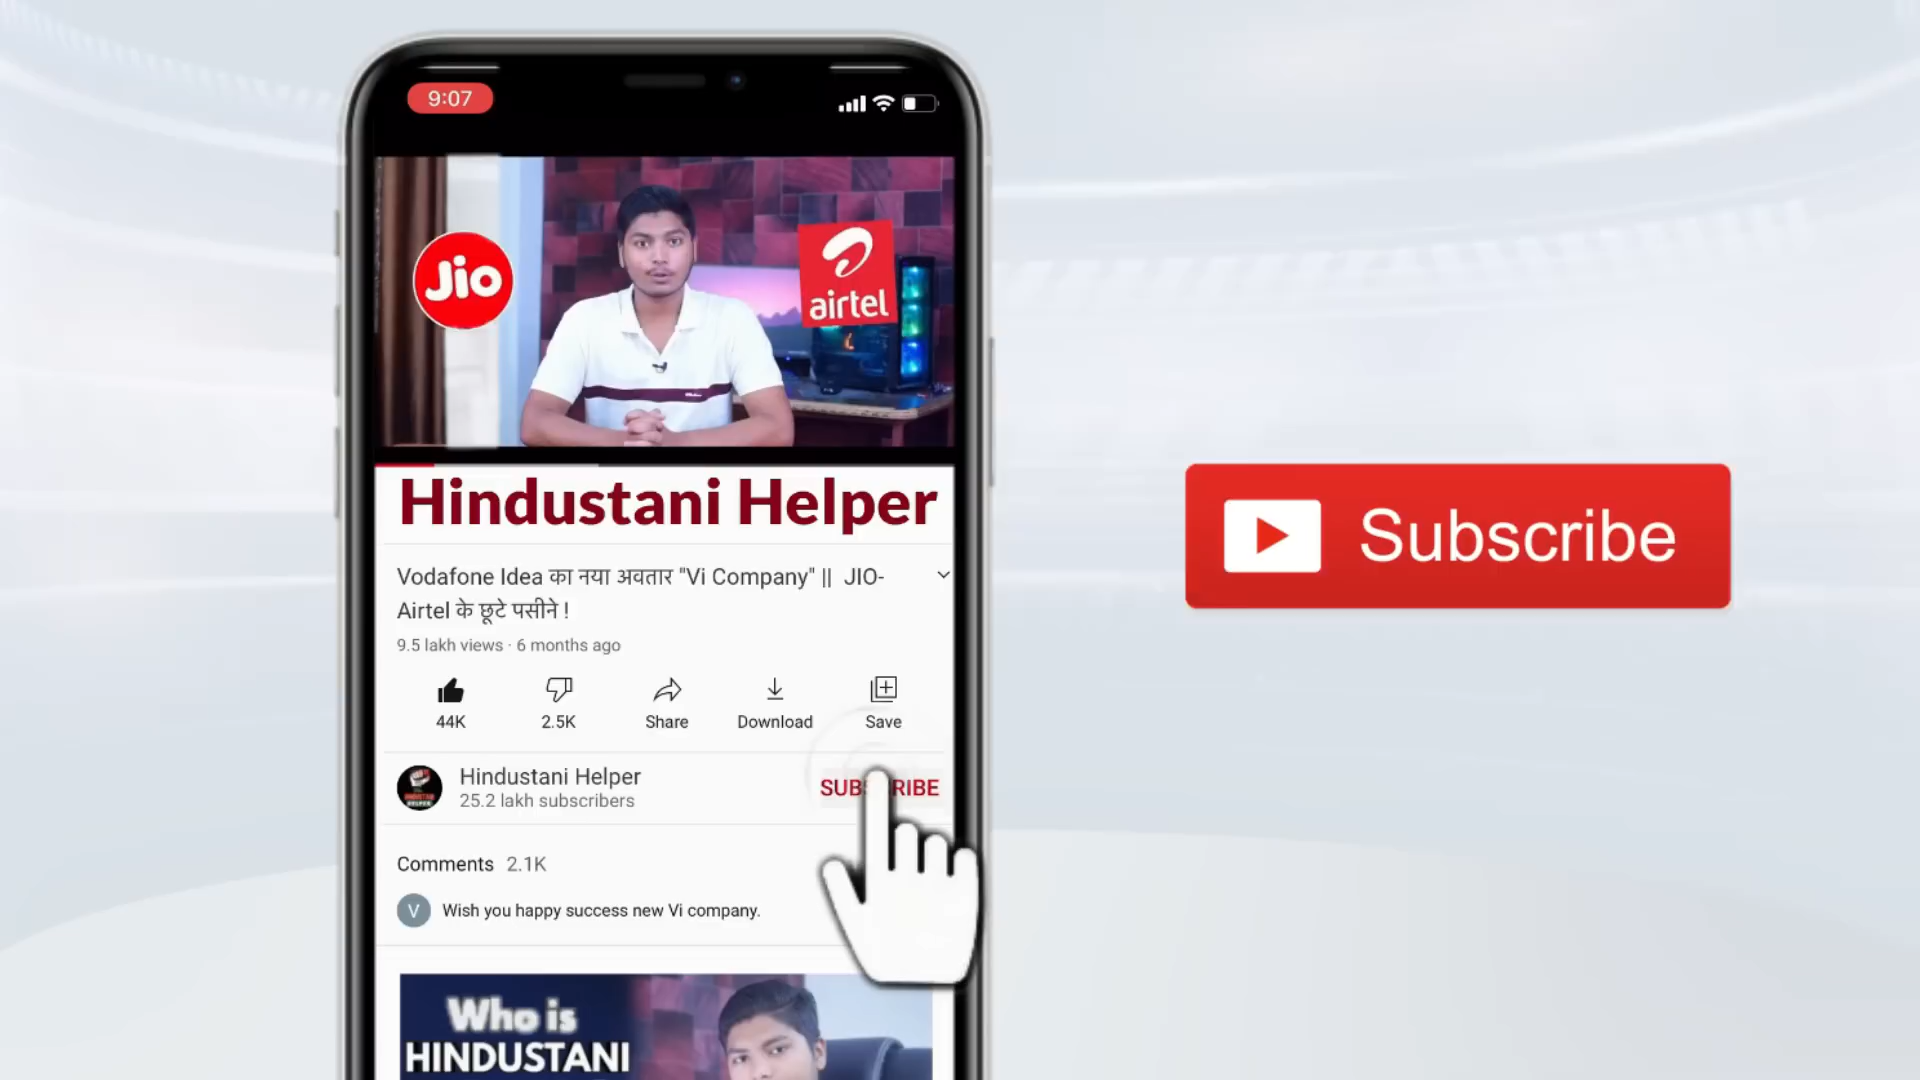 9:07
Jio
airtel
Hindustani Helper
Vodafone Idea का नया अवतार "Vi Company" || JIO-
Airtel के छूटे पसीने !
9.5 lakh views · 6 months ago
44K
2.5K
Share
Download
Save
Hindustani Helper
25.2 lakh subscribers
Comments 2.1K
V
Wish you happy success new Vi company.
Who is
HINDUSTANI
Subscribe